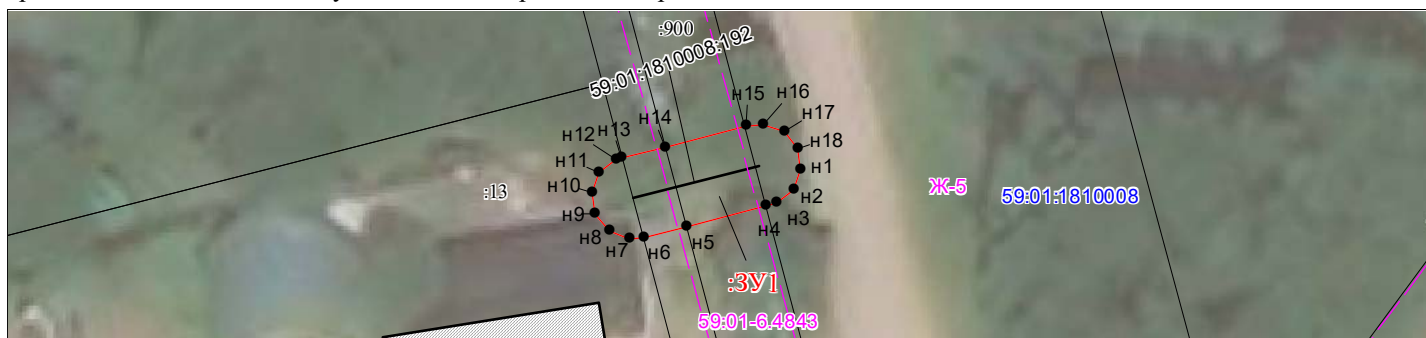 :900
59:01:1810008:192
н15
н16
н17
н14
н13
н12
н18
н11
н1
:13
н10
н2
Ж-5
59:01:1810008
н9
н3
н4
н8
н5
н7
н6
:ЗУ1
59:01-6.4843